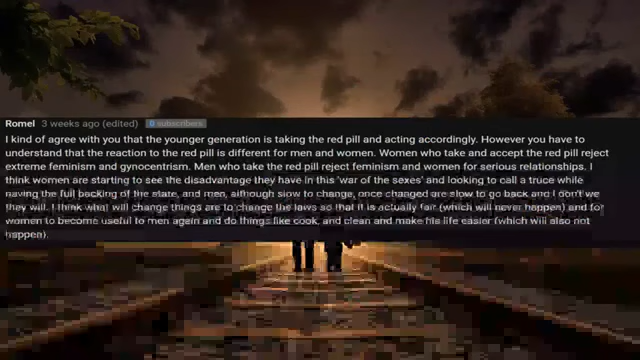 Romel 3 weeks ago (edited) 0 subscribers
I kind of agree with you that the younger generation is taking the red pill and acting accordingly. However you have to
understand that the reaction to the red pill is different for men and women. Women who take and accept the red pill reject
extreme feminism and gynocentrism. Men who take the red pill reject feminism and women for serious relationships. I
think women are starting to see the disadvantage they have in this 'war of the sexes' and looking to call a truce while
having the full backing of the state, and men, although slow to change, once changed are slow to go back and I don't we
they will. I think what will change things are to change the laws so that it is actually fair (which will never happen) and for
women to become useful to men again and do things like cook, and clean and make his life easier (which will also not
happen).